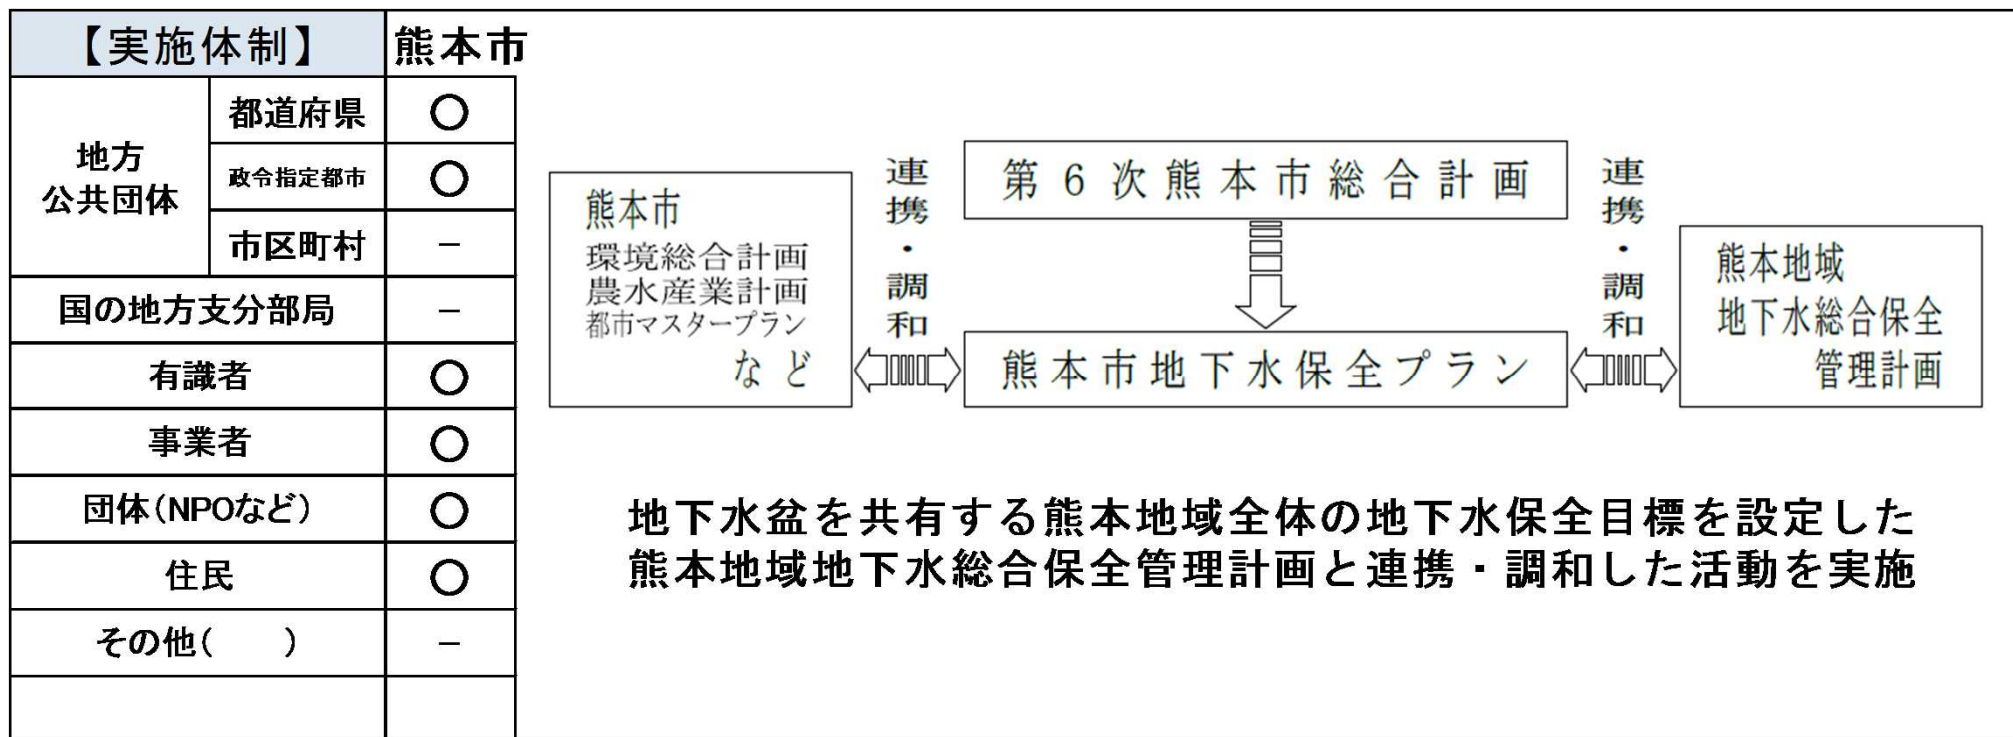 【実施体制】 熊本市
地方
公共団体
都道府県 〇
政令指定都市 〇
市区町村 －
国の地方支分部局 －
有識者 〇
事業者 〇
団体（NPOなど） 〇
住民 〇
その他（　　） －
熊本市
環境総合計画
農水産業計画
都市マスタープラン
など
連携・調和
第６次熊本市総合計画
熊本市地下水保全プラン
連携・調和
熊本地域
地下水総合保全
管理計画
地下水盆を共有する熊本地域全体の地下水保全目標を設定した
熊本地域地下水総合保全管理計画と連携・調和した活動を実施